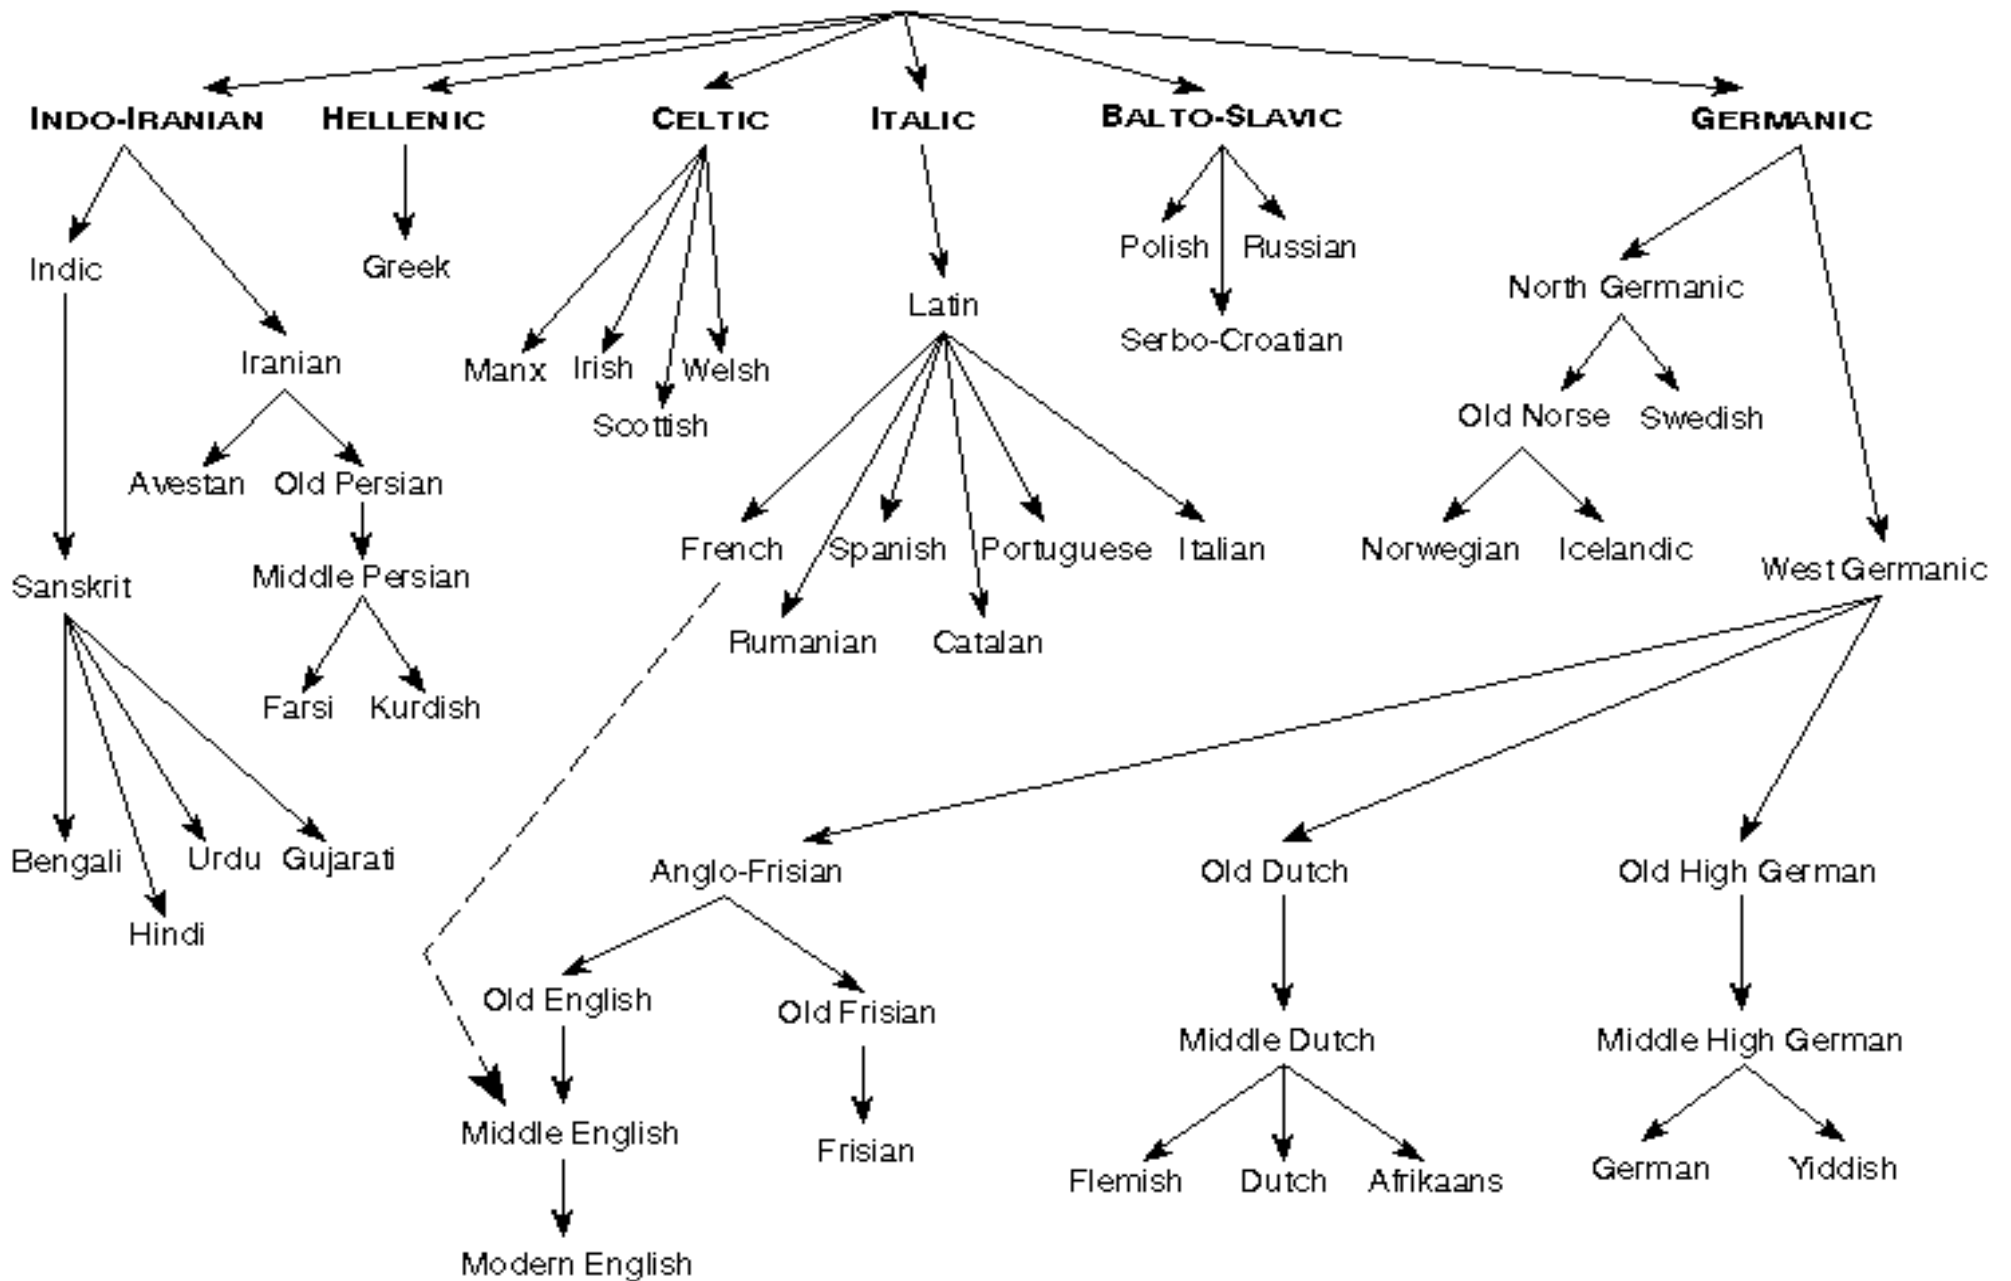 INDO-IRANIAN HELLENIC CELTIC ITALIC BALTO-SLAVIC GERMANIC
Polish Russian
Indic Greek North Germanic
Latin
Serbo-Croatian
Iranian Manx Irish Welsh
Scottish Old Norse Swedish
Avestan Old Persian
French Spanish Portuguese Italian Norwegian Icelandic
Sanskrit Middle Persian West Germanic
Rumanian Catalan
Farsi Kurdish
Bengali Urdu Gujarati Anglo-Frisian Old Dutch Old High German
Hindi
Old English Old Frisian
Middle Dutch Middle High German
Middle English Frisian
Flemish Dutch Afrikaans German Yiddish
Modern English